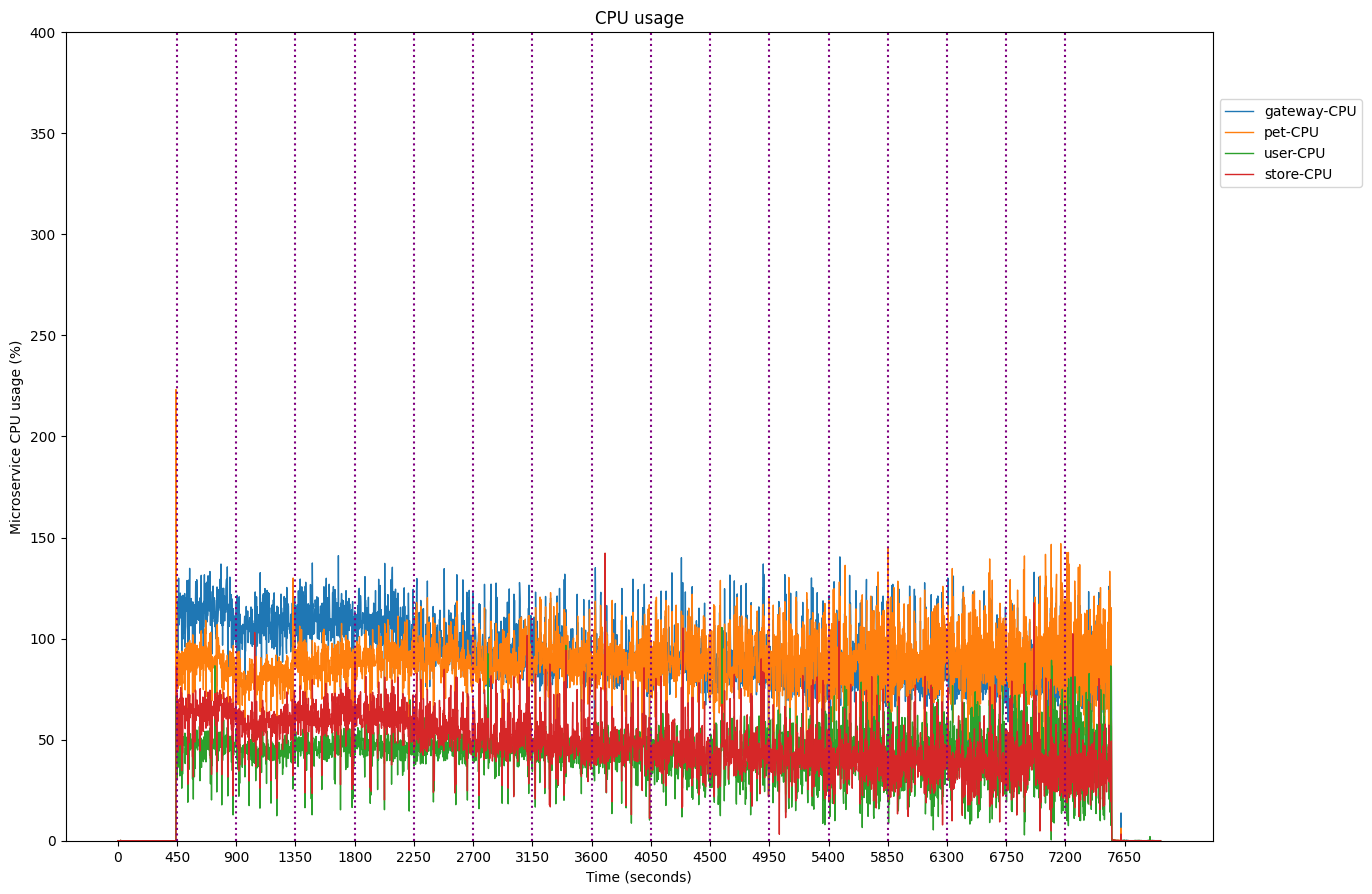 CPU usage
400
350
300
250
200
150
100
50
0
Microservice CPU usage (%)
0 450 900 1350 1800 2250 2700 3150 3600 4050 4500 4950 5400 5850 6300 6750 7200 7650
Time (seconds)
gateway-CPU
pet-CPU
user-CPU
store-CPU